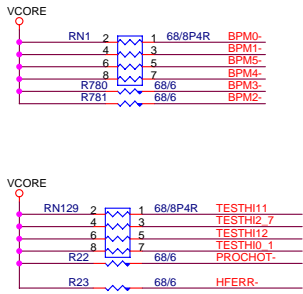 VCORE
RN1 2 1 68/8P4R BPM0-
4 3 BPM1-
6 5 BPM5-
8 7 BPM4-
R780 68/6 BPM3-
R781 68/6 BPM2-
VCORE
RN129 2 1 68/8P4R TESTHI11
4 3 TESTHI2_7
6 5 TESTHI12
8 7 TESTHI0_1
R22 68/6 PROCHOT-
R23 68/6 HFERR-